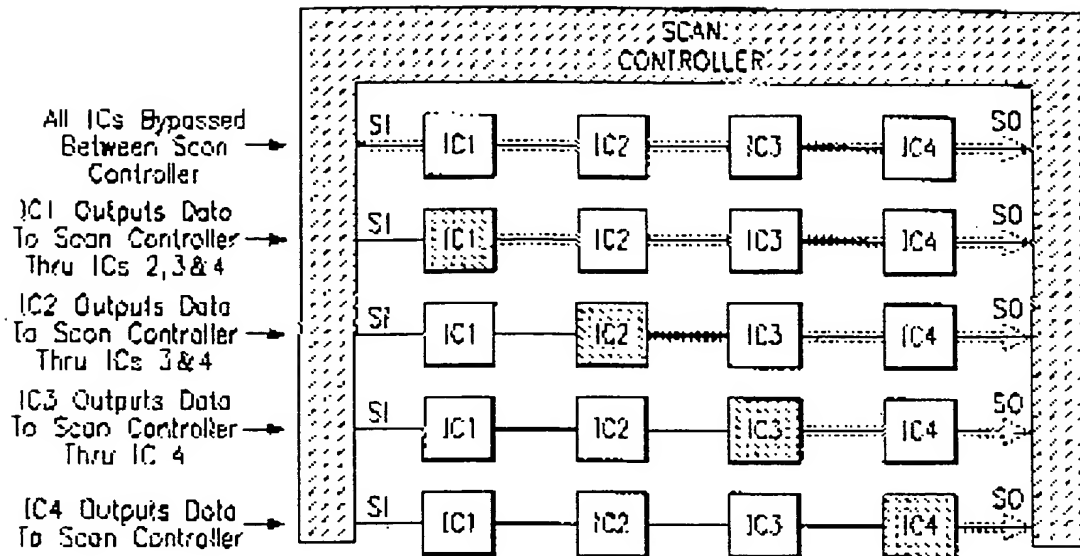 SCAN
CONTROLLER
All ICs Bypassed
Between Scan
Controller
SI
IC1
IC2
IC3
IC4
SO
IC1 Outputs Data
To Scan Controller
Thru ICs 2,3&4
SI
IC1
IC2
IC3
IC4
SO
IC2 Outputs Data
To Scan Controller
Thru ICs 3&4
SI
IC1
IC2
IC3
IC4
SO
IC3 Outputs Data
To Scan Controller
Thru IC 4
SI
IC1
IC2
IC3
IC4
SO
IC4 Outputs Data
To Scan Controller
SI
IC1
IC2
IC3
IC4
SO